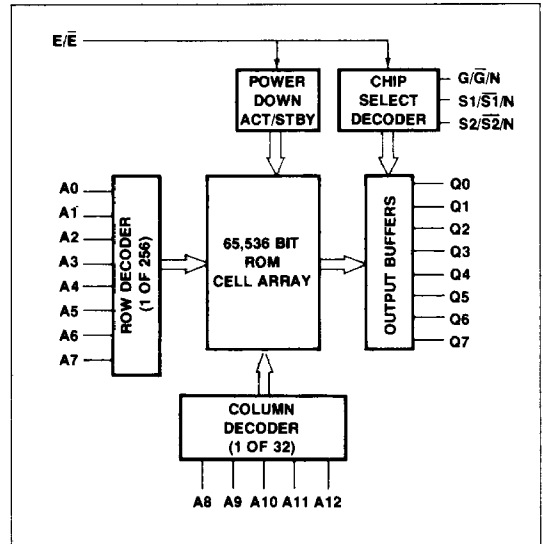 E/E̅
POWER
DOWN
ACT/STBY
CHIP
SELECT
DECODER
G/G̅/N
S1/S̅1̅/N
S2/S̅2̅/N
A0
A1
A2
A3
A4
A5
A6
A7
ROW DECODER
(1 OF 256)
65,536 BIT
ROM
CELL ARRAY
OUTPUT BUFFERS
Q0
Q1
Q2
Q3
Q4
Q5
Q6
Q7
COLUMN
DECODER
(1 OF 32)
A8 A9 A10 A11 A12